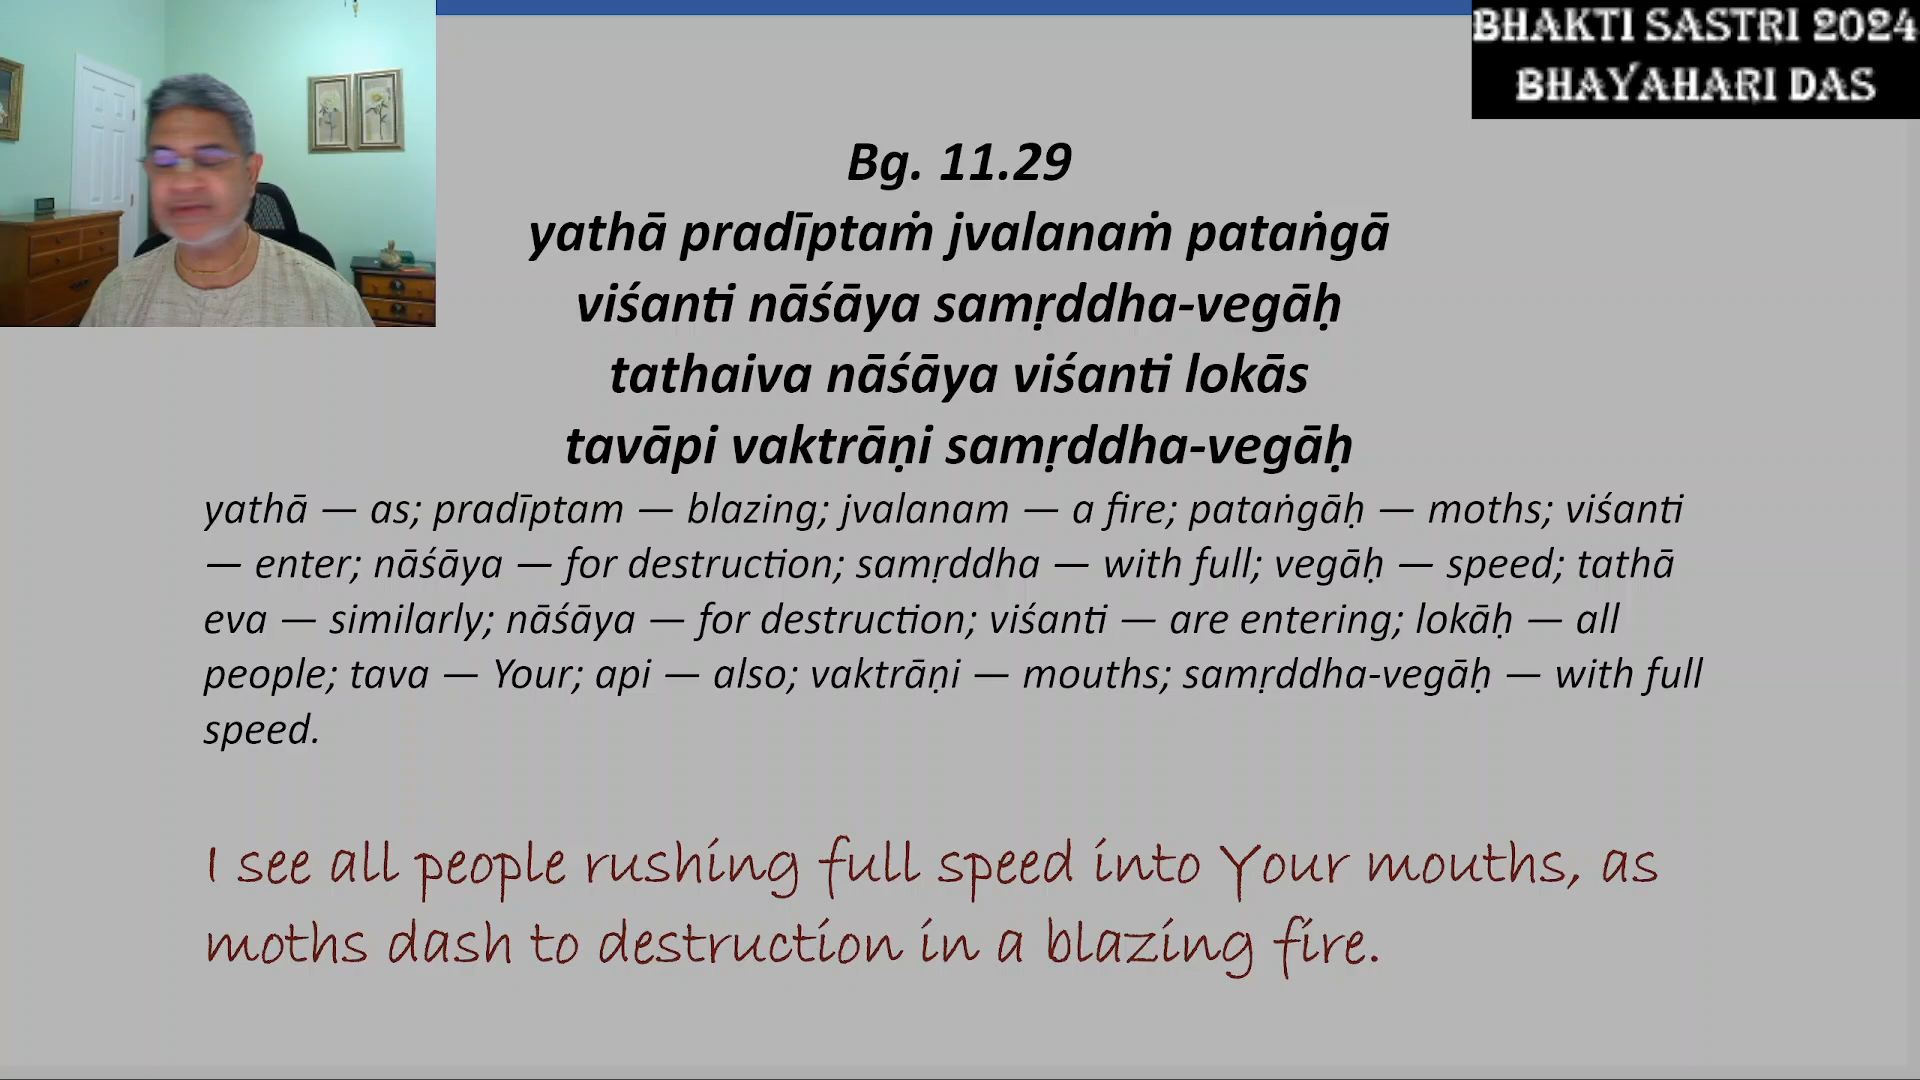 BHAKTI SASTRI 2024
BHAYAHARI DAS
Bg. 11.29
yathā pradīptaṁ jvalanaṁ pataṅgā
viśanti nāśāya samṛddha-vegāḥ
tathaiva nāśāya viśanti lokās
tavāpi vaktrāṇi samṛddha-vegāḥ
yathā — as; pradīptam — blazing; jvalanam — a fire; pataṅgāḥ — moths; viśanti
— enter; nāśāya — for destruction; samṛddha — with full; vegāḥ — speed; tathā
eva — similarly; nāśāya — for destruction; viśanti — are entering; lokāḥ — all
people; tava — Your; api — also; vaktrāṇi — mouths; samṛddha-vegāḥ — with full
speed.
I see all people rushing full speed into Your mouths, as
moths dash to destruction in a blazing fire.